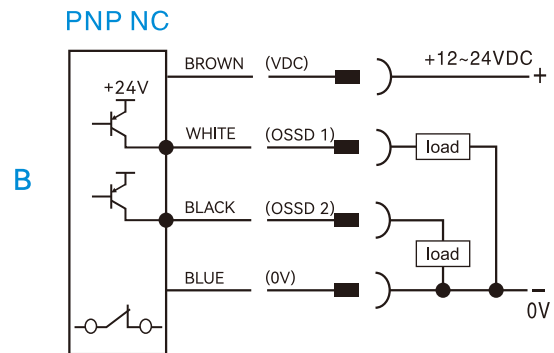 PNP NC
BROWN (VDC) +12~24VDC +
+24V
WHITE (OSSD 1) load
B
BLACK (OSSD 2)
load
BLUE (0V) -
0V